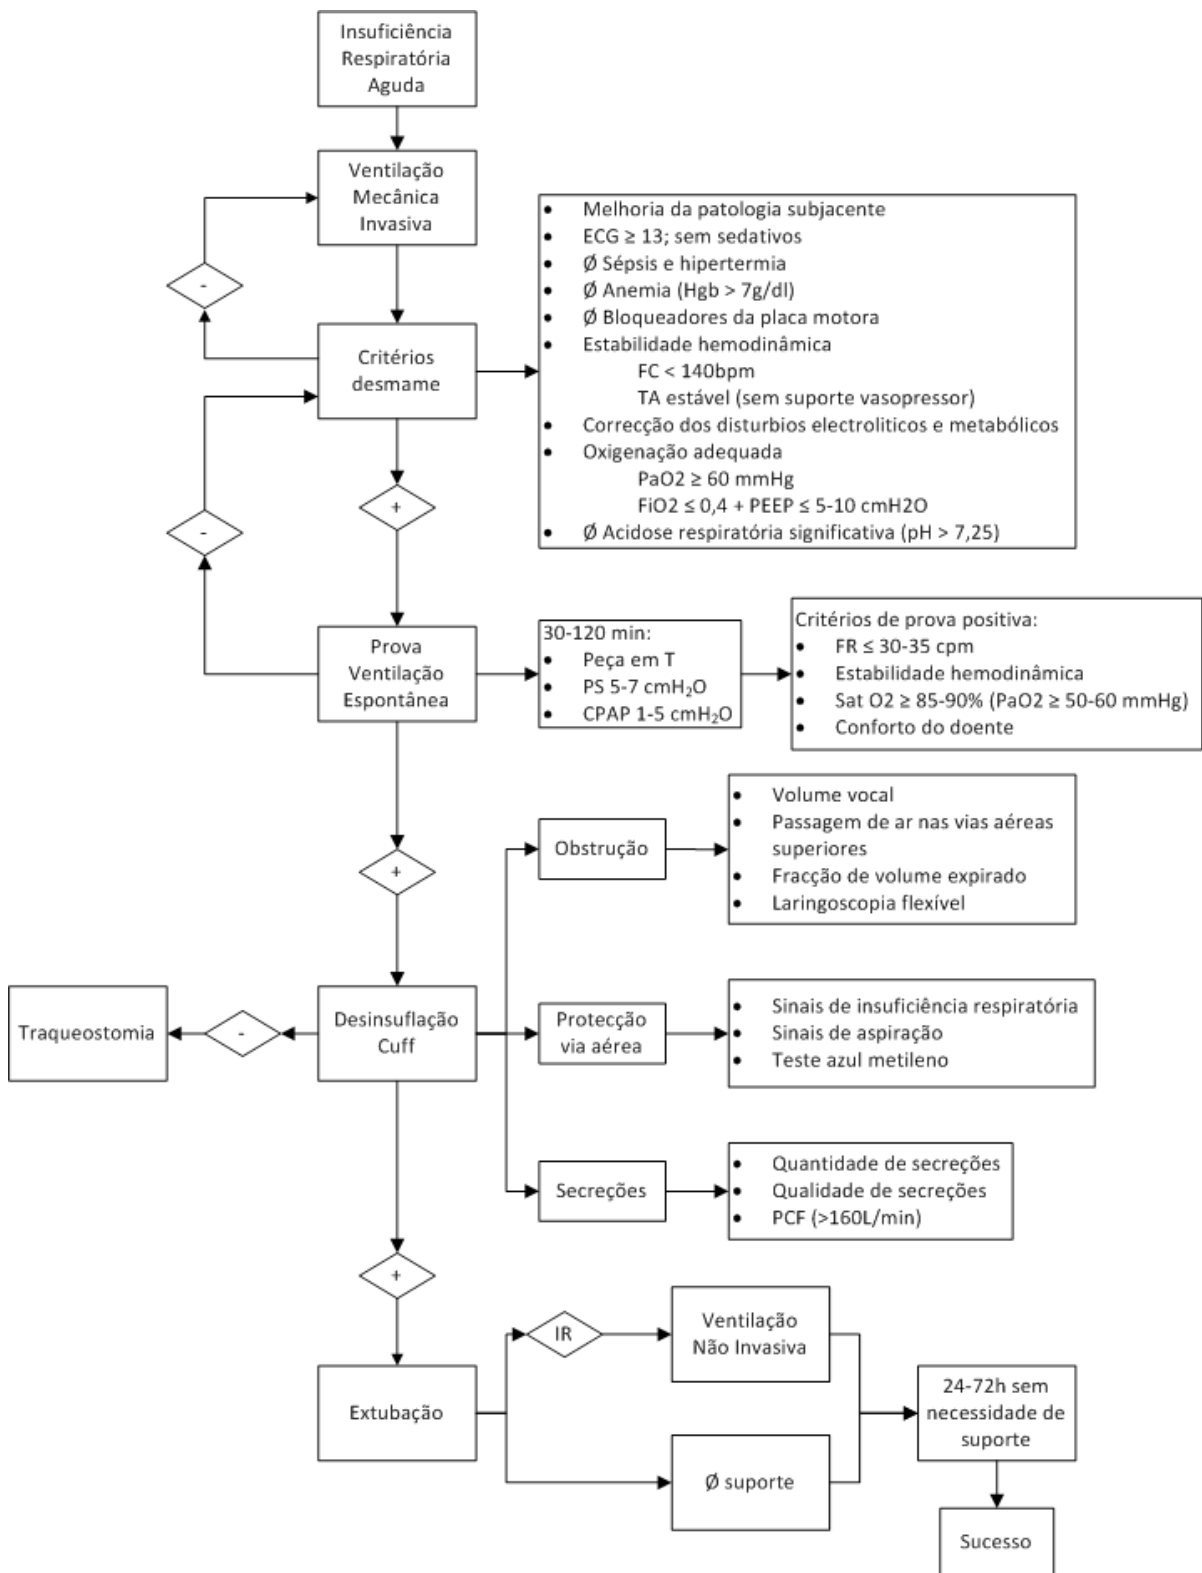 Insuficiência
Respiratória
Aguda
Ventilação
Mecânica
Invasiva
-
Critérios
desmame
• Melhoria da patologia subjacente
• ECG ≥ 13; sem sedativos
• Ø Sépsis e hipertermia
• Ø Anemia (Hgb > 7g/dl)
• Ø Bloqueadores da placa motora
• Estabilidade hemodinâmica
FC < 140bpm
TA estável (sem suporte vasopressor)
• Correcção dos disturbios electroliticos e metabólicos
• Oxigenação adequada
PaO2 ≥ 60 mmHg
FiO2 ≤ 0,4 + PEEP ≤ 5-10 cmH2O
• Ø Acidose respiratória significativa (pH > 7,25)
+
-
Prova
Ventilação
Espontânea
30-120 min:
• Peça em T
• PS 5-7 cmH₂O
• CPAP 1-5 cmH₂O
Critérios de prova positiva:
• FR ≤ 30-35 cpm
• Estabilidade hemodinâmica
• Sat O2 ≥ 85-90% (PaO2 ≥ 50-60 mmHg)
• Conforto do doente
+
Obstrução
• Volume vocal
• Passagem de ar nas vias aéreas
superiores
• Fracção de volume expirado
• Laringoscopia flexível
Traqueostomia
-
Desinsuflação
Cuff
Protecção
via aérea
• Sinais de insuficiência respiratória
• Sinais de aspiração
• Teste azul metileno
Secreções
• Quantidade de secreções
• Qualidade de secreções
• PCF (>160L/min)
+
Extubação
IR
Ventilação
Não Invasiva
Ø suporte
24-72h sem
necessidade de
suporte
Sucesso